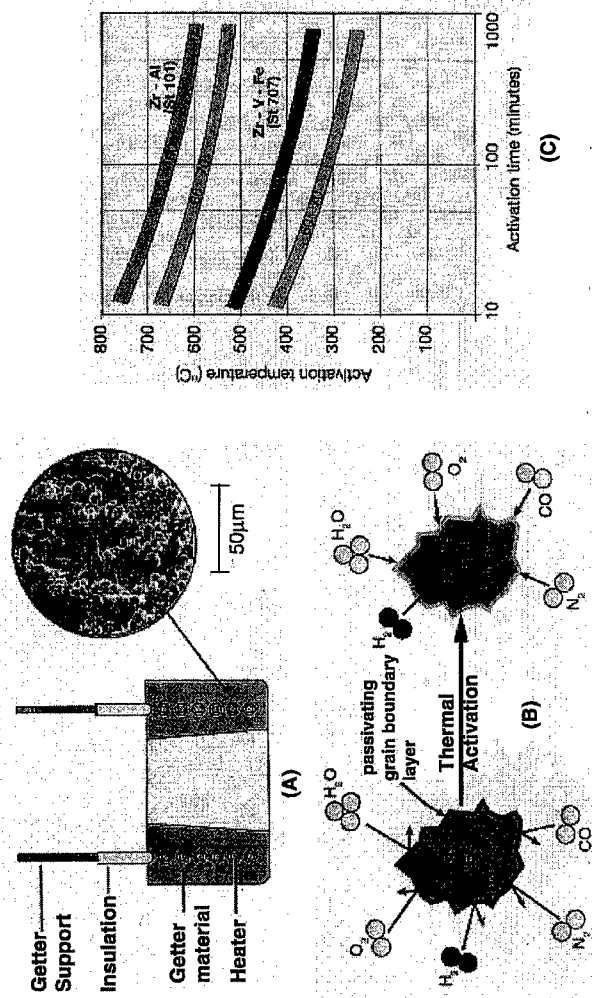 Getter
Support
Insulation
Getter
material
Heater
50μm
(A)
O2
H2O
H2
N2
CO
passivating
grain boundary
layer
Thermal
Activation
H2
H2O
O2
CO
N2
(B)
Activation temperature (°C)
800
700
600
500
400
300
200
100
Zr - Al
(St 101)
Zr - V - Fe
(St 707)
10
100
1000
Activation time (minutes)
(C)